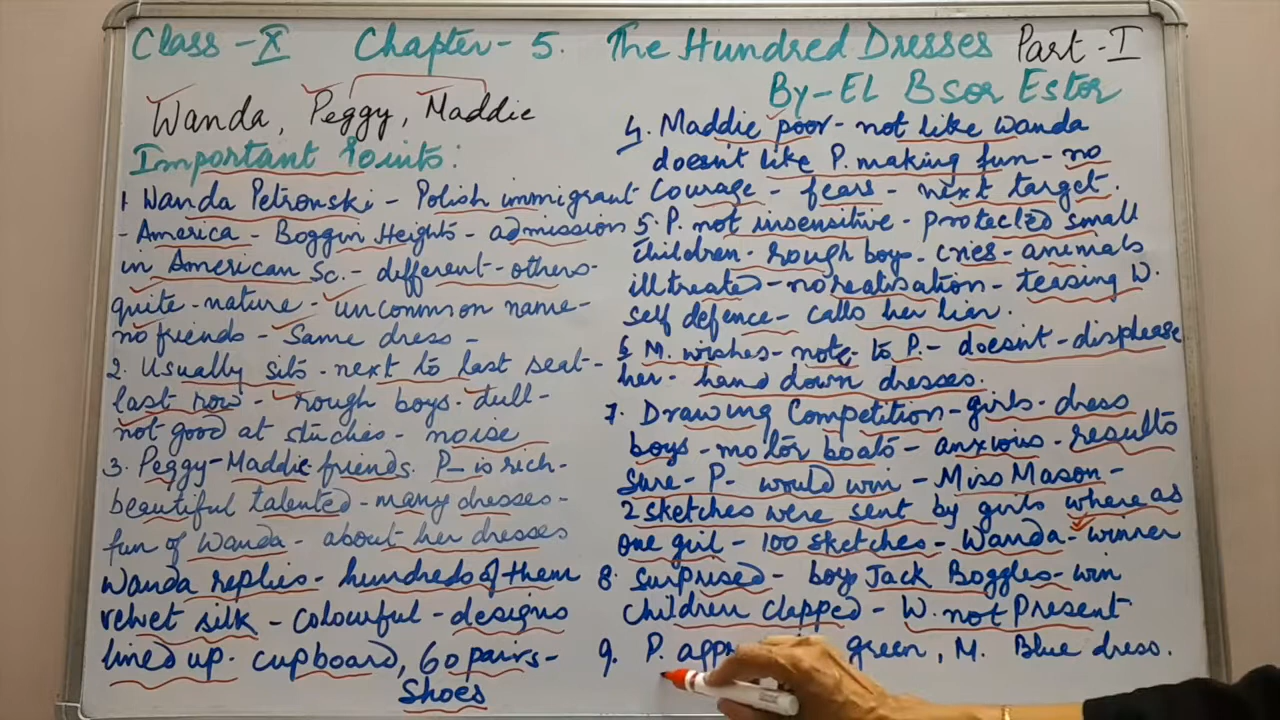 Class - X Chapter - 5. The Hundred Dresses Part - I
By - El Bsor Estor
Wanda, Peggy, Maddie
Important Points:
1 Wanda Petronski - Polish immigrant
- America - Boggin Heights - admission
in American Sc. - different - others -
quite - nature - uncommon name -
no friends - Same dress -
2. Usually sits - next to last seat -
last row - rough boys - dull -
not good at studies - noise
3. Peggy - Maddie friends. P - is rich -
beautiful talented - many dresses -
fun of Wanda - about her dresses
Wanda replies - hundreds of them
velvet silk - colourful - designs
lined up - cupboard, 60 pairs -
Shoes
4. Maddie poor - not like Wanda
doesn't like P. making fun - no
Courage - fears - next target.
5. P. not insensitive - protected small
children - rough boys - cries - animals
illtreated - no realisation - teasing W.
self defence - calls her lier.
6 M. wishes - note - to P. - doesn't - displease
her - hand down dresses.
7. Drawing Competition - girls - dress
boys - motor boats - anxious - results
Sure - P - would win - Miss Mason -
2 sketches were sent by girls where as
one girl - 100 sketches - Wanda - winner
8. surprised - boy Jack Boggles - win
Children clapped - W. not Present
9. P. green, M. Blue dress.